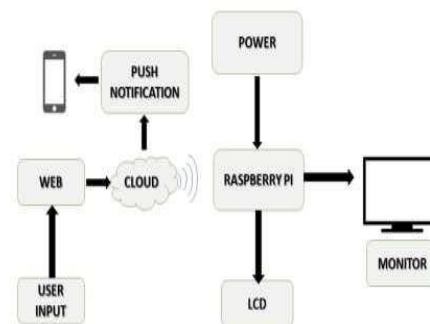 POWER
PUSH
NOTIFICATION
WEB
CLOUD
RASPBERRY PI
MONITOR
USER
INPUT
LCD